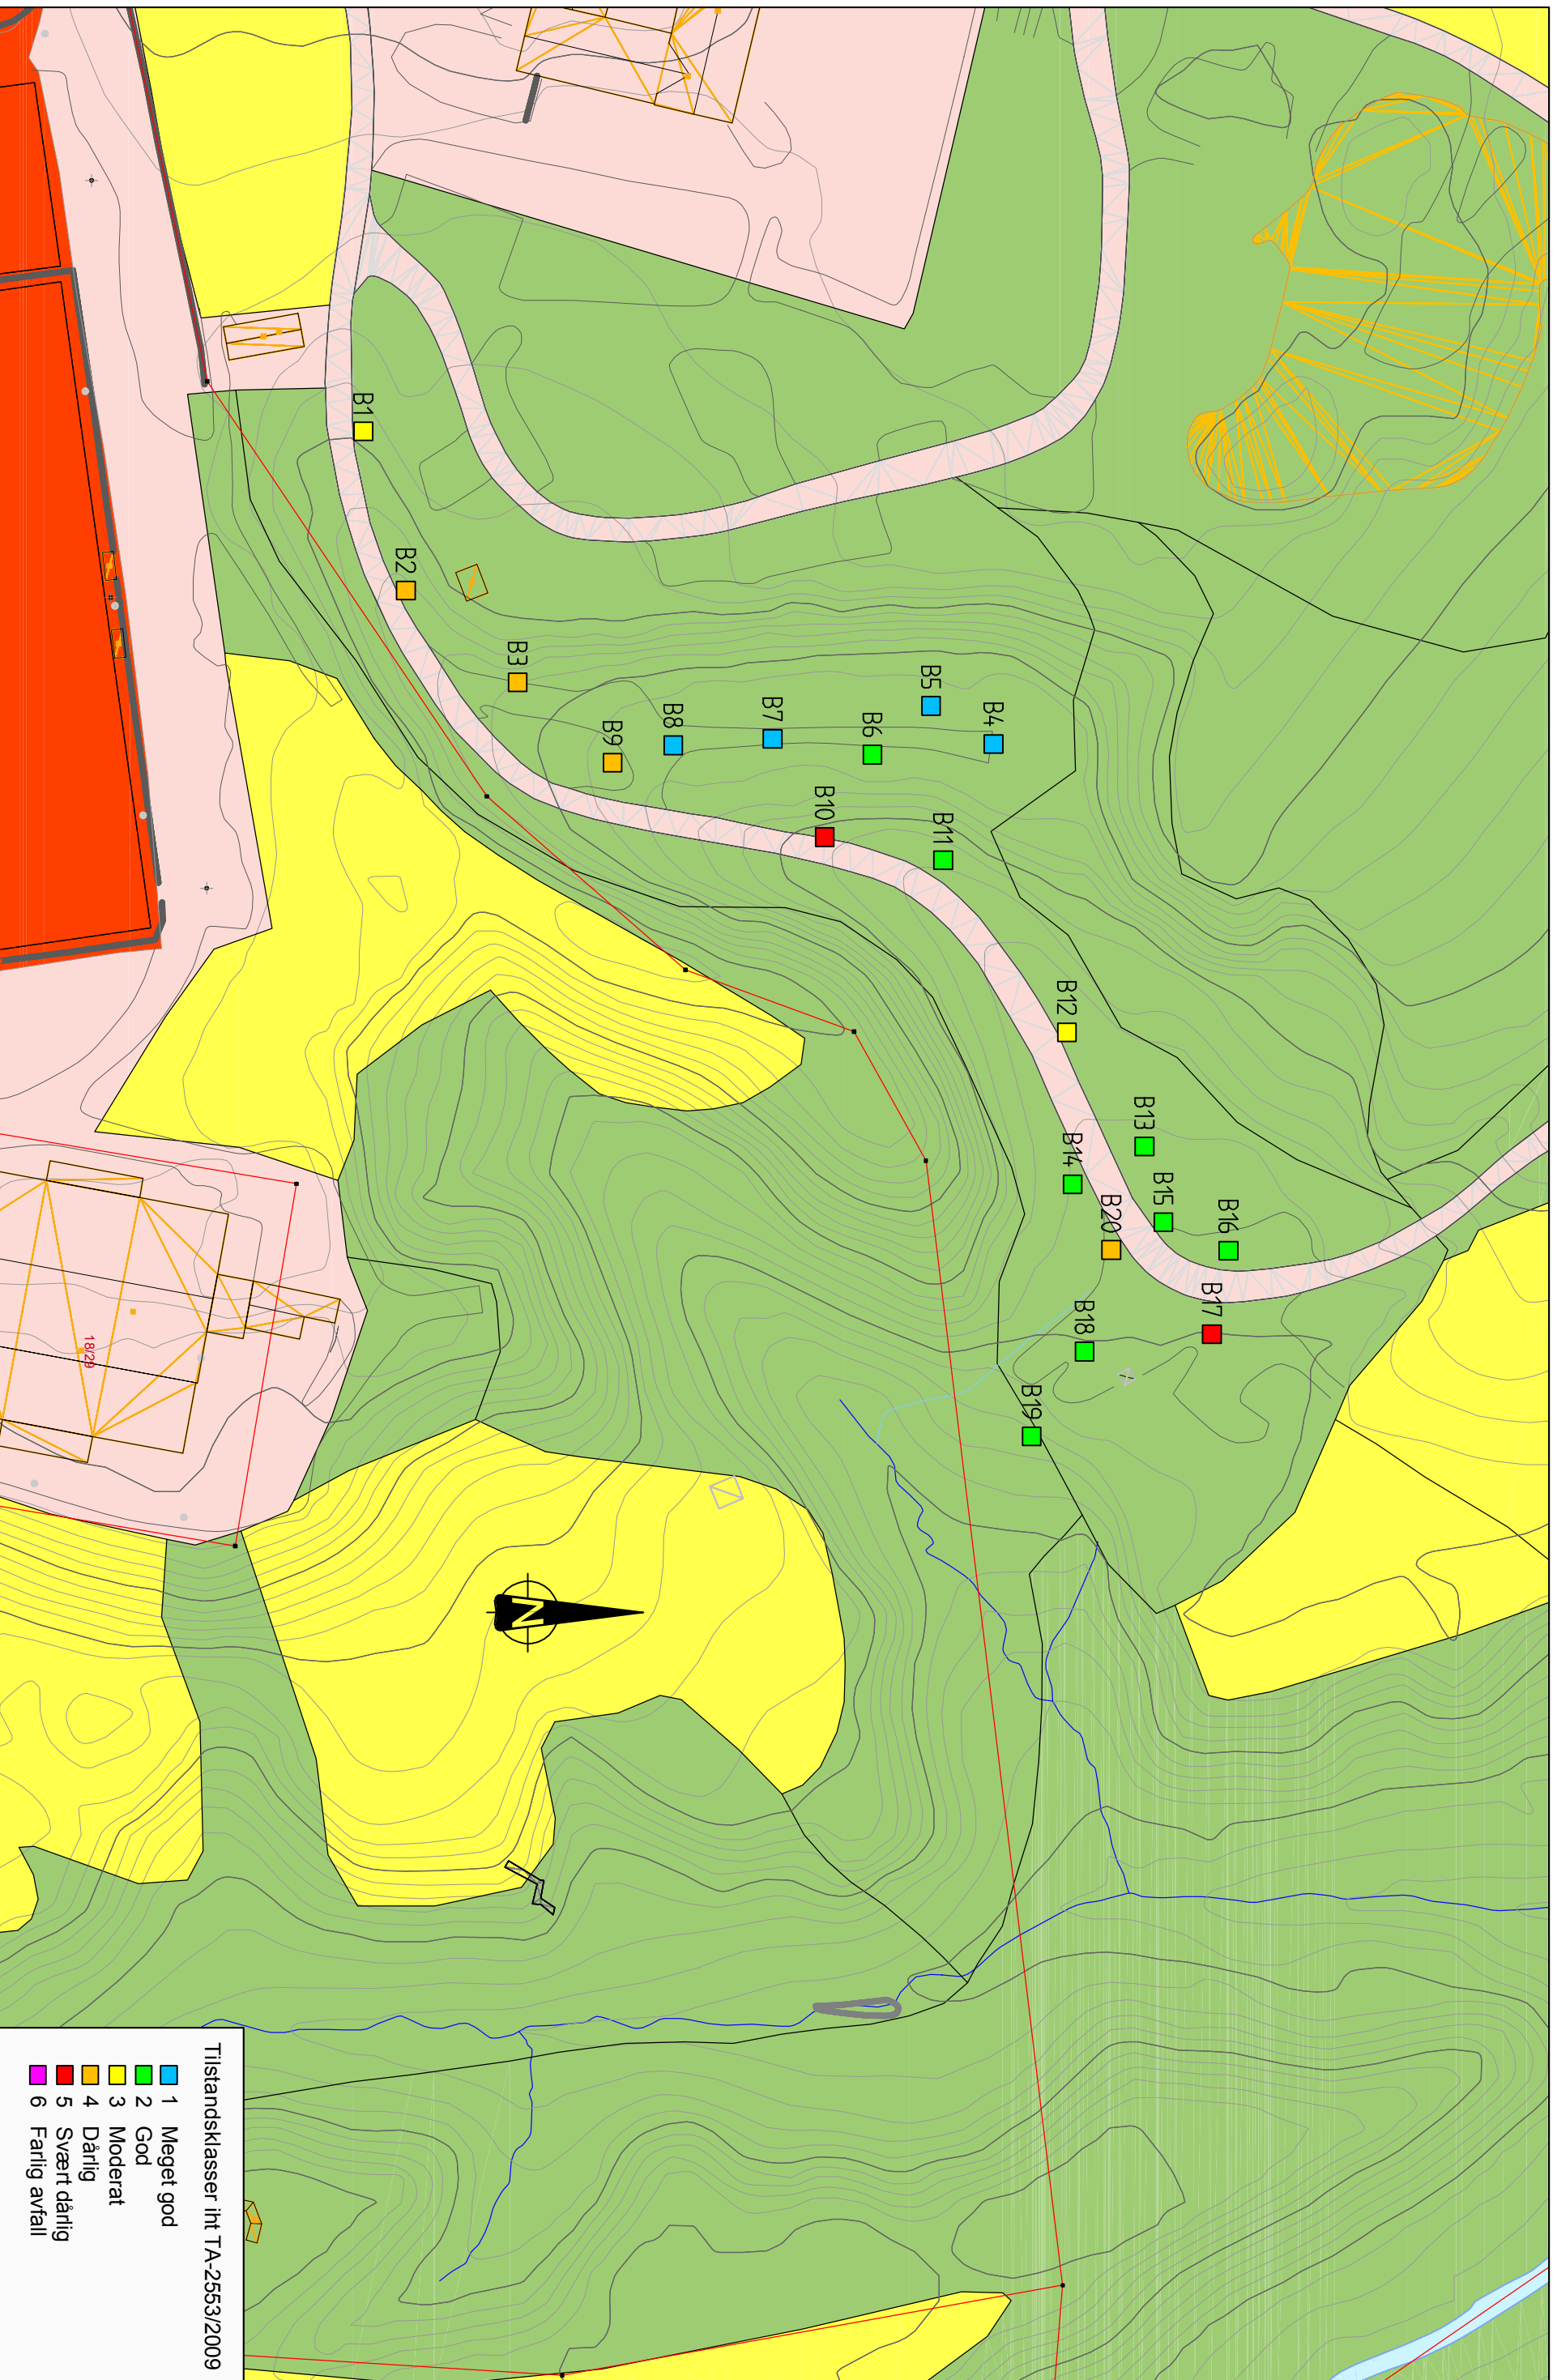 B1
B2
B3
B9
B8
B7
B6
B5
B4
B10
B11
B12
B13
B14
B15
B16
B20
B17
B18
B19
18/29
N
Tilstandsklasser iht TA-2553/2009
1 Meget god
2 God
3 Moderat
4 Dårlig
5 Svært dårlig
6 Farlig avfall